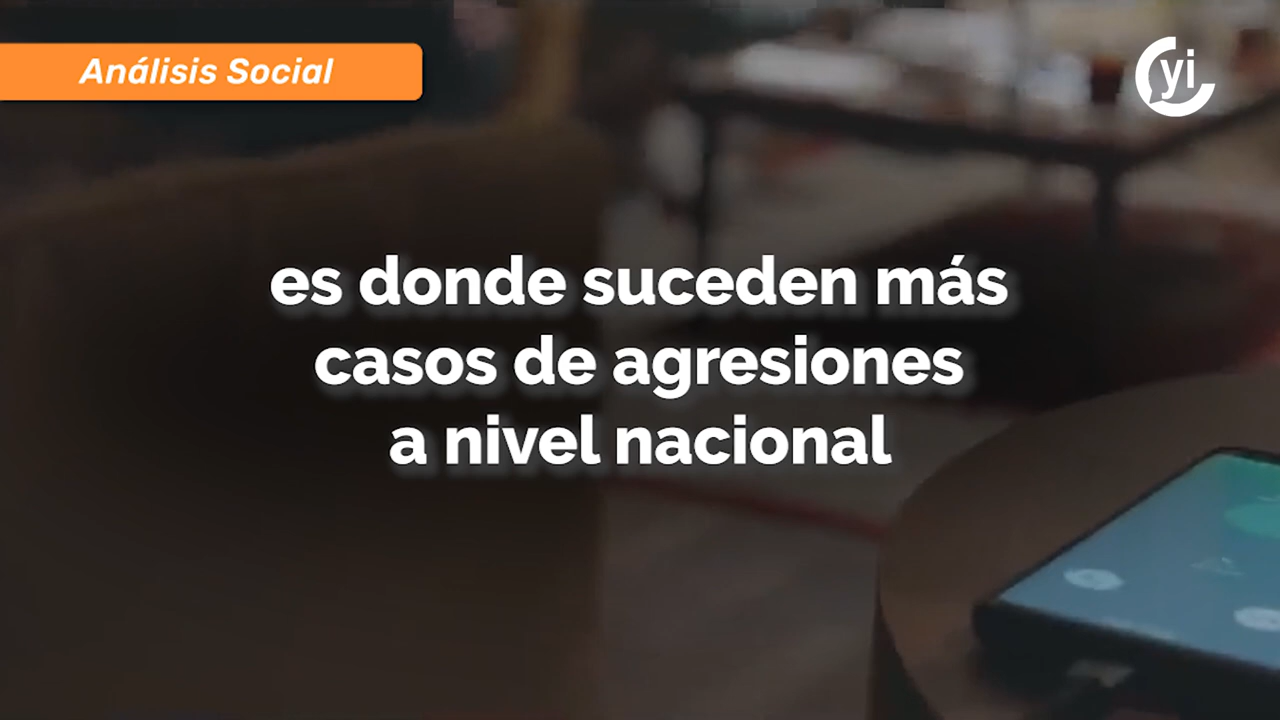 Análisis Social
yi
es donde suceden más
casos de agresiones
a nivel nacional